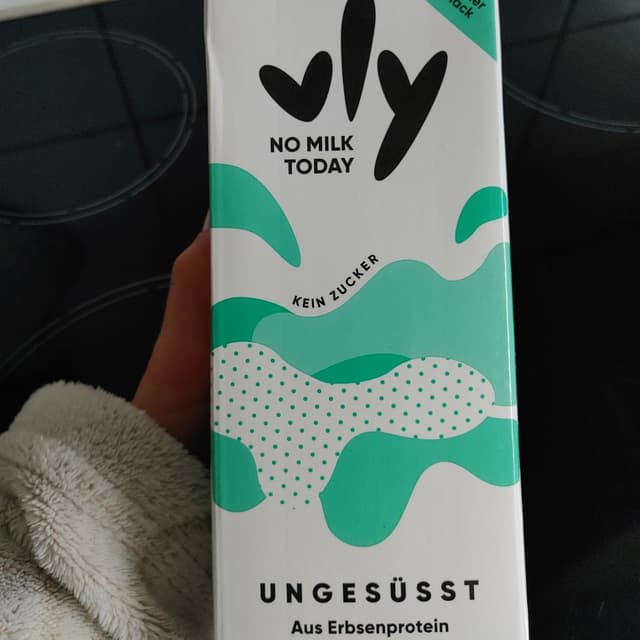 vly
NO MILK
TODAY
KEIN ZUCKER
UNGESÜSST
Aus Erbsenprotein